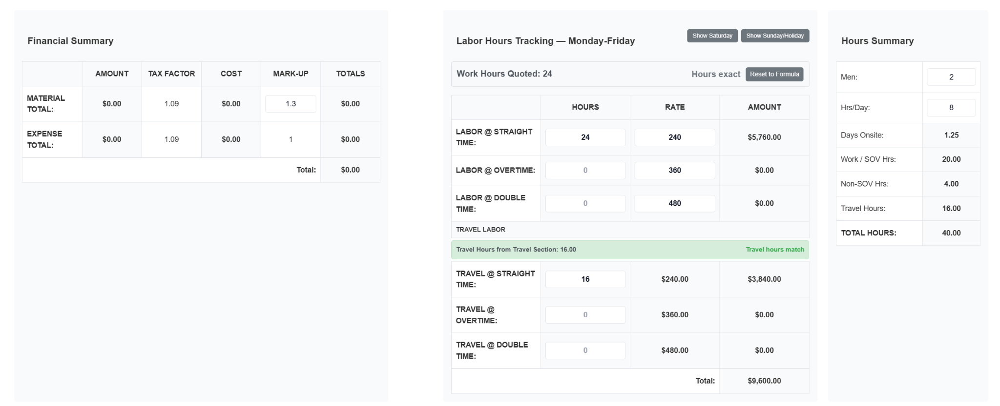 Financial Summary
AMOUNT TAX FACTOR COST MARK-UP TOTALS
MATERIAL TOTAL: $0.00 1.09 $0.00 1.3 $0.00
EXPENSE TOTAL: $0.00 1.09 $0.00 1 $0.00
Total: $0.00
Labor Hours Tracking — Monday-Friday
Show Saturday Show Sunday/Holiday
Work Hours Quoted: 24 Hours exact Reset to Formula
HOURS RATE AMOUNT
LABOR @ STRAIGHT TIME: 24 240 $5,760.00
LABOR @ OVERTIME: 0 360 $0.00
LABOR @ DOUBLE TIME: 0 480 $0.00
TRAVEL LABOR
Travel Hours from Travel Section: 16.00 Travel hours match
TRAVEL @ STRAIGHT TIME: 16 $240.00 $3,840.00
TRAVEL @ OVERTIME: 0 $360.00 $0.00
TRAVEL @ DOUBLE TIME: 0 $480.00 $0.00
Total: $9,600.00
Hours Summary
Men: 2
Hrs/Day: 8
Days Onsite: 1.25
Work / SOV Hrs: 20.00
Non-SOV Hrs: 4.00
Travel Hours: 16.00
TOTAL HOURS: 40.00